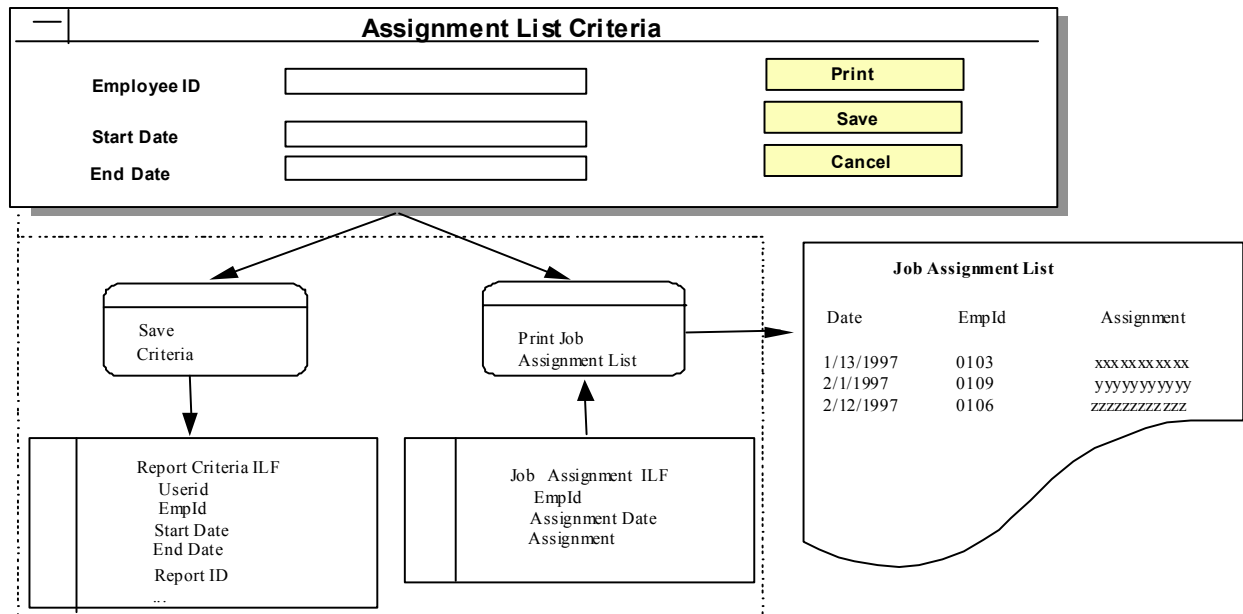 Assignment List Criteria
Employee ID
Print
Start Date
Save
End Date
Cancel
Save
Criteria
Print Job
Assignment List
Job Assignment List
Date EmpId Assignment
1/13/1997 0103 xxxxxxxxxxx
2/1/1997 0109 yyyyyyyyyyy
2/12/1997 0106 zzzzzzzzzzzz
Report Criteria ILF
Userid
EmpId
Start Date
End Date
Report ID
...
Job Assignment ILF
EmpId
Assignment Date
Assignment